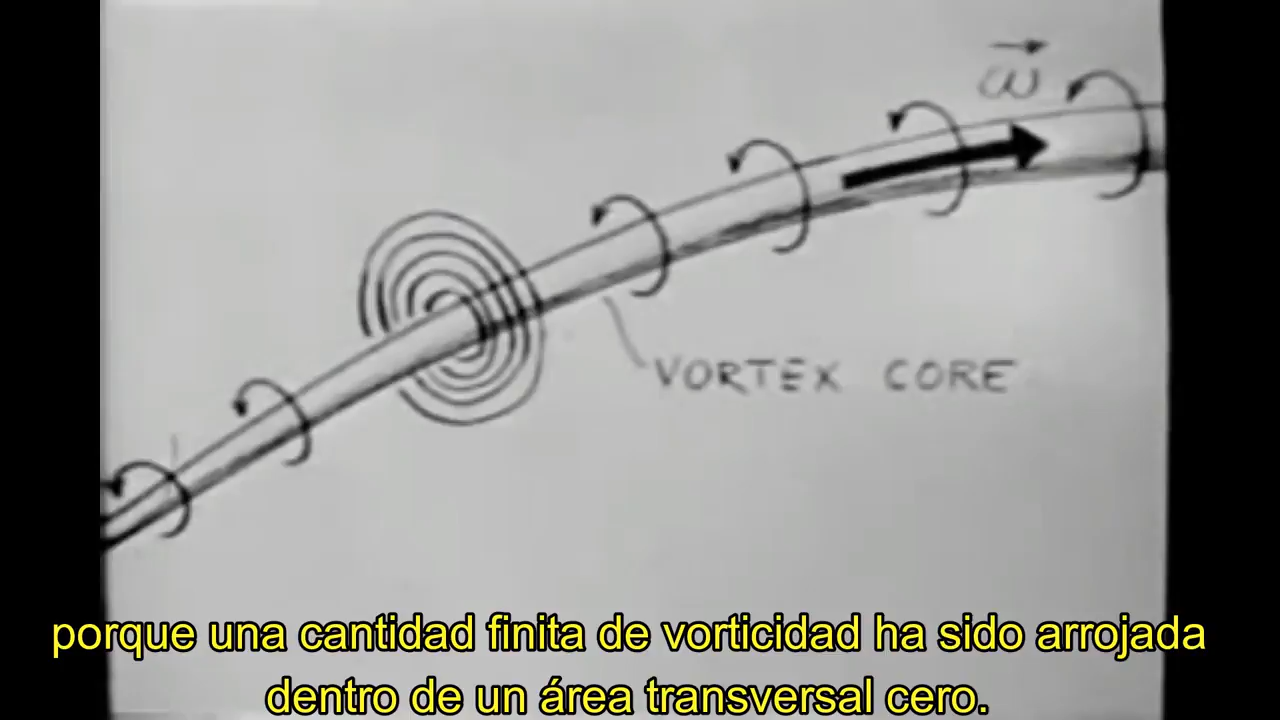 ω
VORTEX CORE
porque una cantidad finita de vorticidad ha sido arrojada
dentro de un área transversal cero.